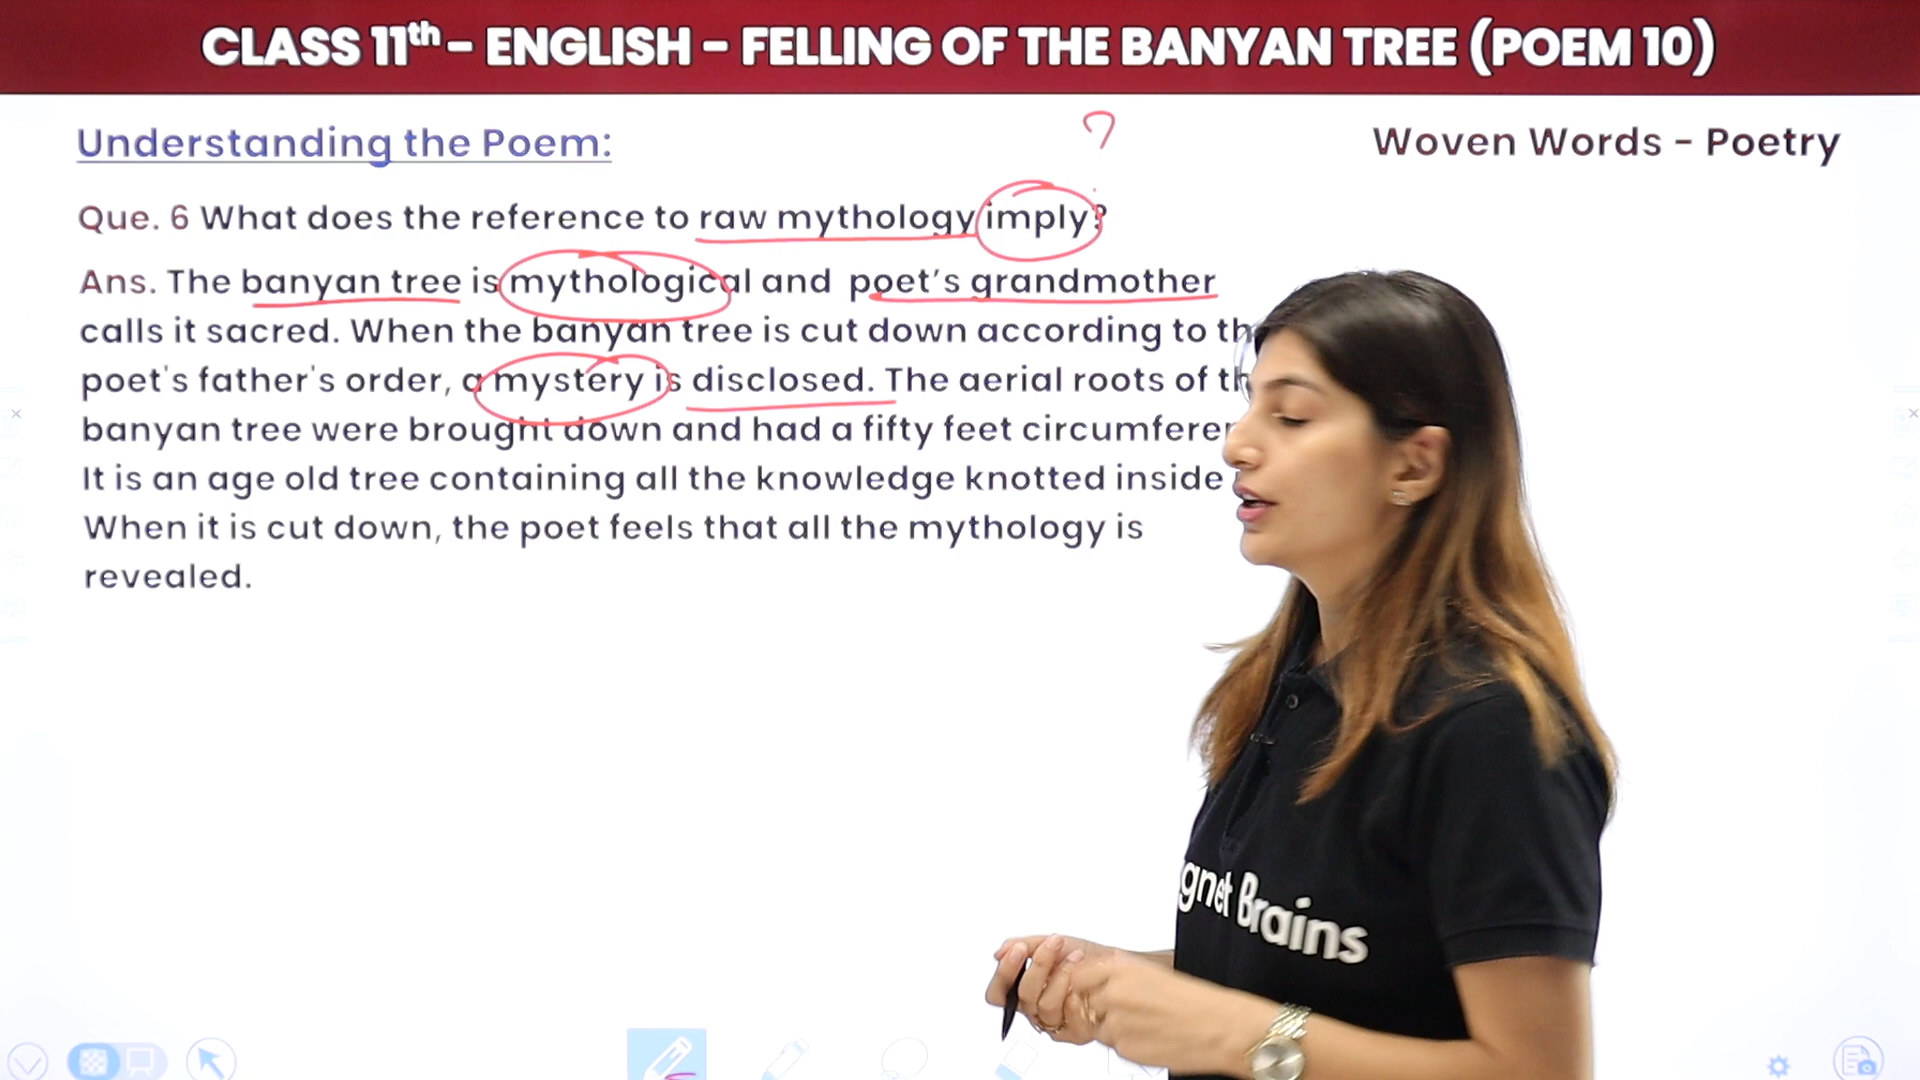 CLASS 11th - ENGLISH - FELLING OF THE BANYAN TREE (POEM 10)
Understanding the Poem:
Woven Words - Poetry
?
Que. 6 What does the reference to raw mythology imply?
Ans. The banyan tree is mythological and poet's grandmother
calls it sacred. When the banyan tree is cut down according to
poet's father's order, a mystery is disclosed. The aerial roots of
banyan tree were brought down and had a fifty feet
It is an age old tree containing all the knowledge knotted inside
When it is cut down, the poet feels that all the mythology is
revealed.
Brains